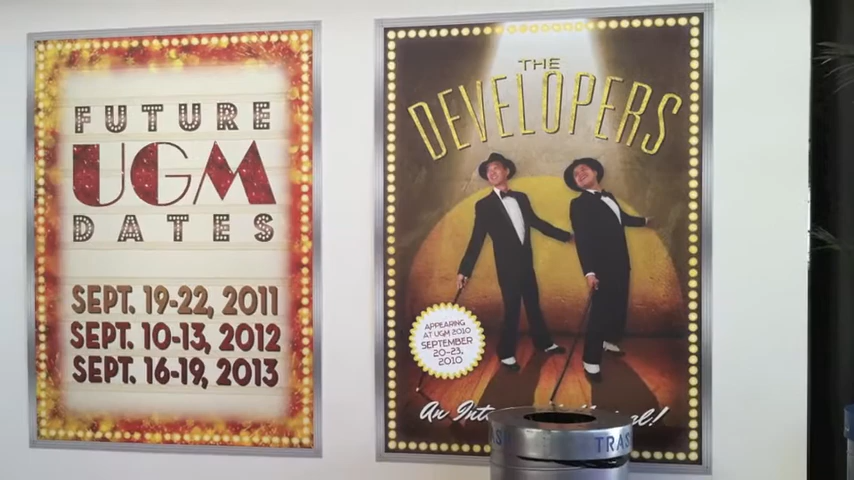 FUTURE
UGM
DATES
SEPT. 19-22, 2011
SEPT. 10-13, 2012
SEPT. 16-19, 2013
THE
DEVELOPERS
APPEARING
AT UGM 2010
SEPTEMBER
20-23,
2010
An
TRAS